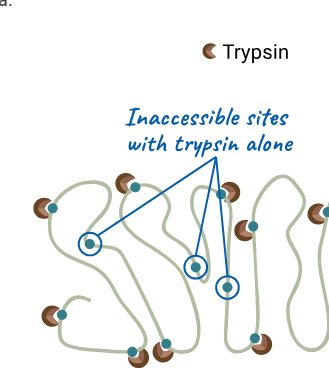 a.
Trypsin
Inaccessible sites
with trypsin alone